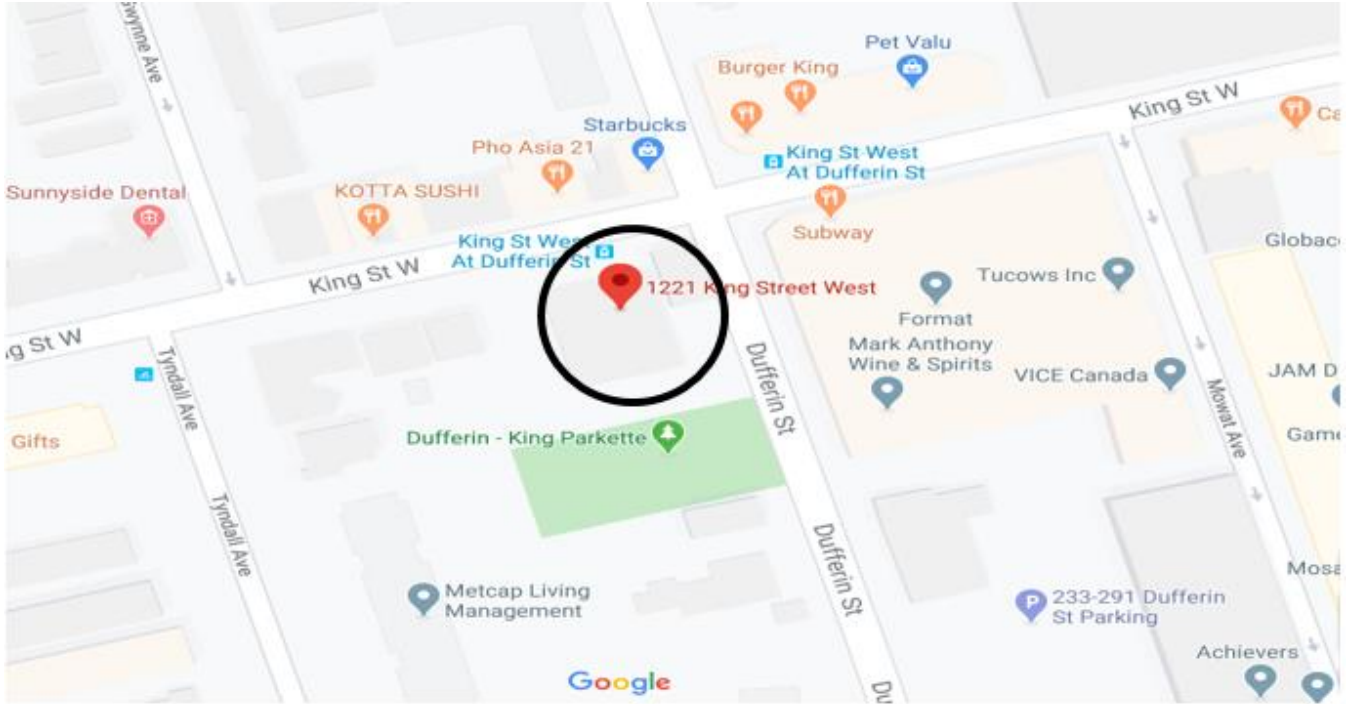 Gwynne Ave
Pet Valu
Burger King
King St W
Starbucks
Pho Asia 21
King St West
At Dufferin St
Sunnyside Dental
KOTTA SUSHI
Subway
King St West
At Dufferin St
King St W
1221 King Street West
Tucows Inc
Format
Mark Anthony
Wine & Spirits
VICE Canada
Tyndall Ave
Dufferin St
JAM D
Mowat Ave
Gifts
Dufferin - King Parkette
Tyndall Ave
Dufferin St
Metcap Living
Management
233-291 Dufferin
St Parking
Achievers
Google